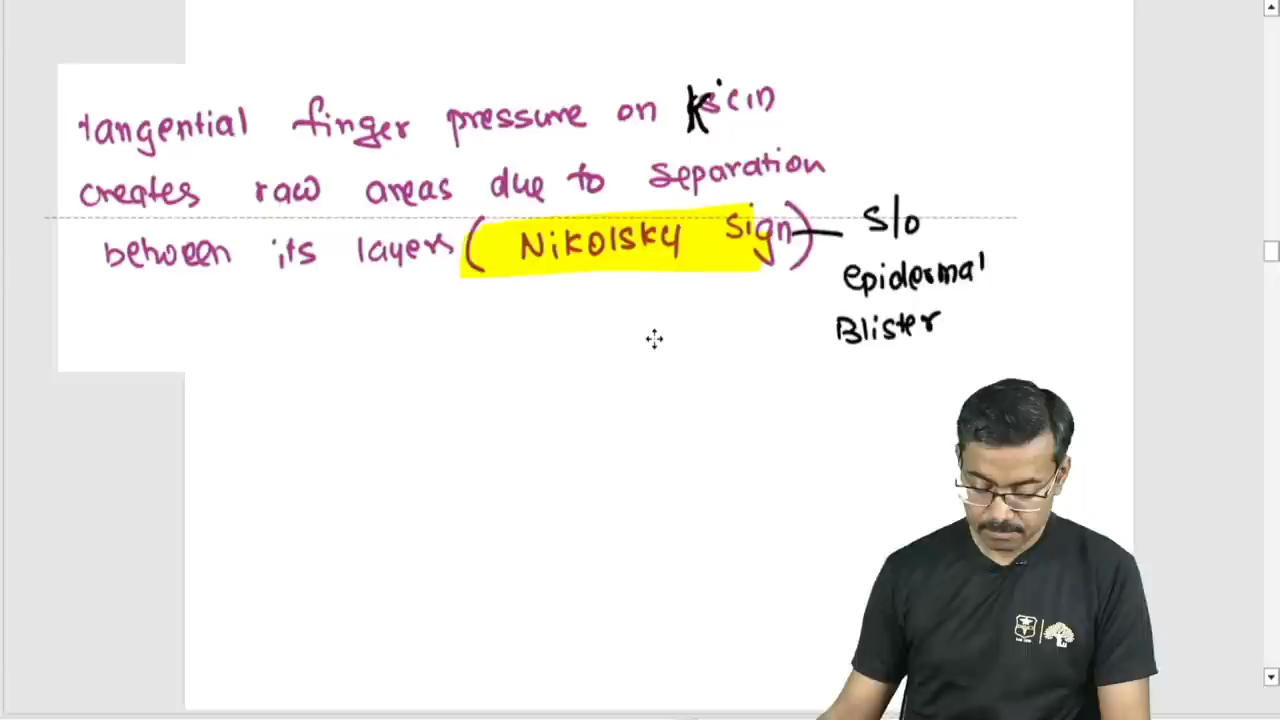 tangential finger pressure on skin
creates raw areas due to separation
between its layers (Nikolsky sign) — S/o
epidermal
Blister